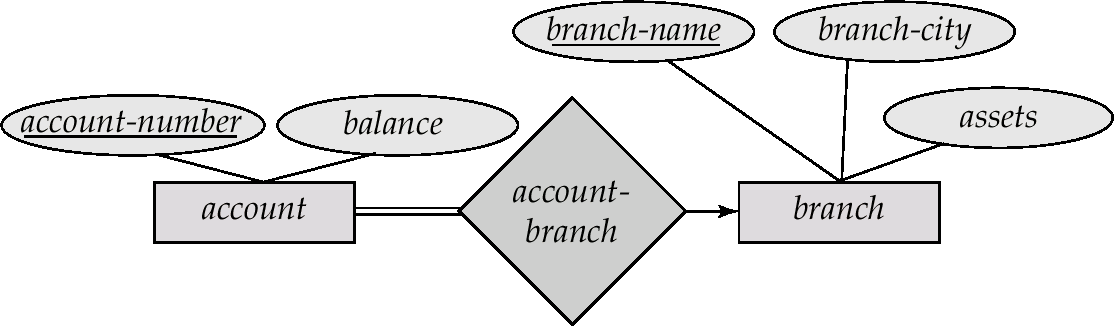 branch-name
branch-city
account-number
balance
assets
account
account-
branch
branch